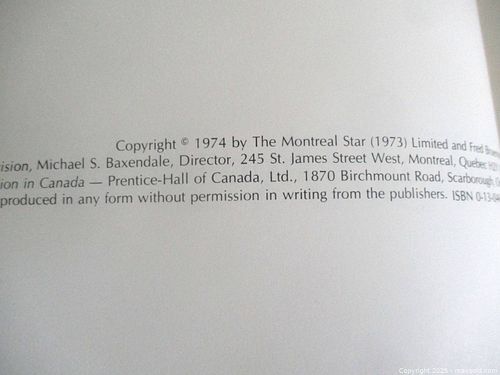 Copyright © 1974 by The Montreal Star (1973) Limited and Fred
ision, Michael S. Baxendale, Director, 245 St. James Street West, Montreal, Quebec
ion in Canada — Prentice-Hall of Canada, Ltd., 1870 Birchmount Road, Scarborough,
produced in any form without permission in writing from the publishers. ISBN 0-13-
Copyright 2025 - maxsold.com